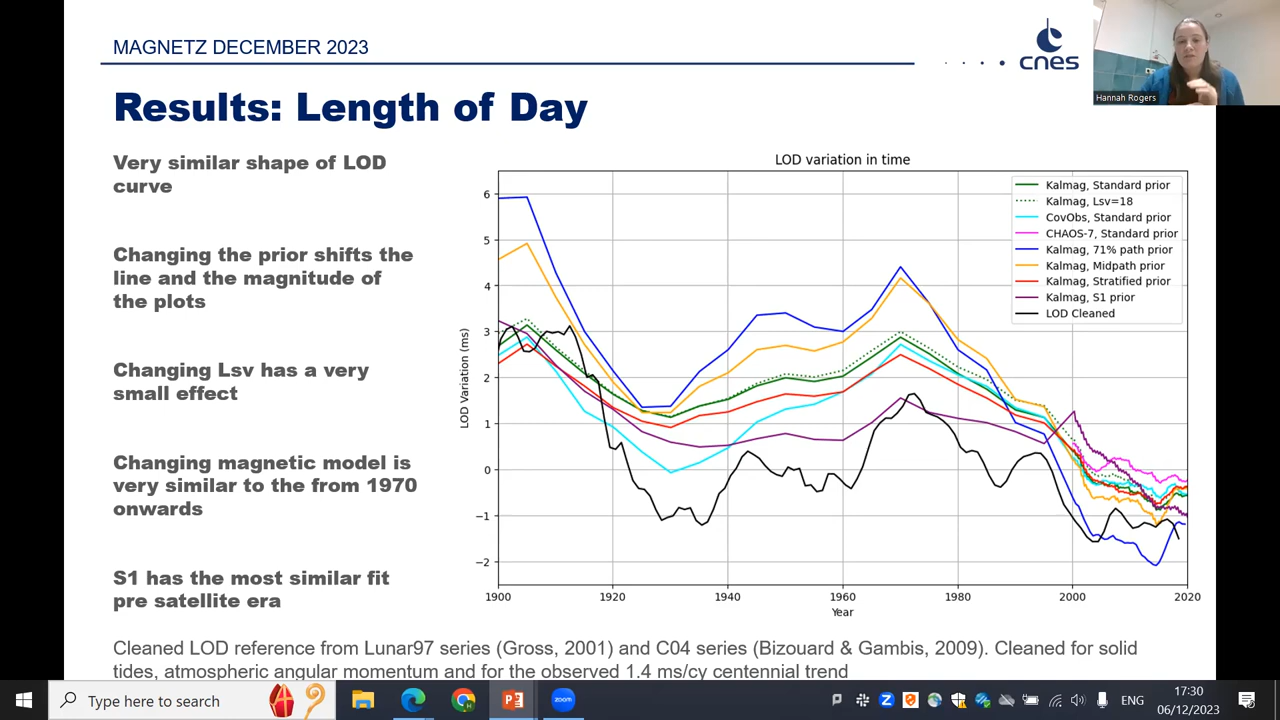 MAGNETZ DECEMBER 2023
cnes
Hannah Rogers
Results: Length of Day
Very similar shape of LOD
curve
Changing the prior shifts the
line and the magnitude of
the plots
Changing Lsv has a very
small effect
Changing magnetic model is
very similar to the from 1970
onwards
S1 has the most similar fit
pre satellite era
LOD variation in time
Kalmag, Standard prior
Kalmag, Lsv=18
CovObs, Standard prior
CHAOS-7, Standard prior
Kalmag, 71% path prior
Kalmag, Midpath prior
Kalmag, Stratified prior
Kalmag, S1 prior
LOD Cleaned
LOD Variation (ms)
6
5
4
3
2
1
0
−1
−2
1900 1920 1940 1960 1980 2000 2020
Year
Cleaned LOD reference from Lunar97 series (Gross, 2001) and C04 series (Bizouard & Gambis, 2009). Cleaned for solid
tides, atmospheric angular momentum and for the observed 1.4 ms/cy centennial trend
Type here to search
zoom
ENG
17:30
06/12/2023